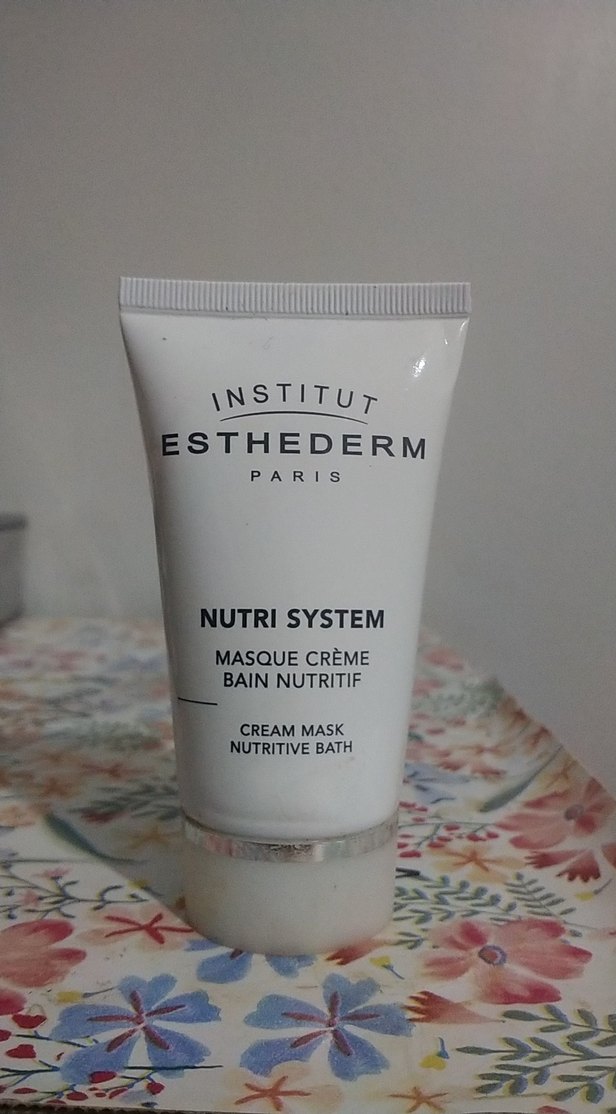 INSTITUT
ESTHEDERM
PARIS
NUTRI SYSTEM
MASQUE CRÈME
BAIN NUTRITIF
CREAM MASK
NUTRITIVE BATH